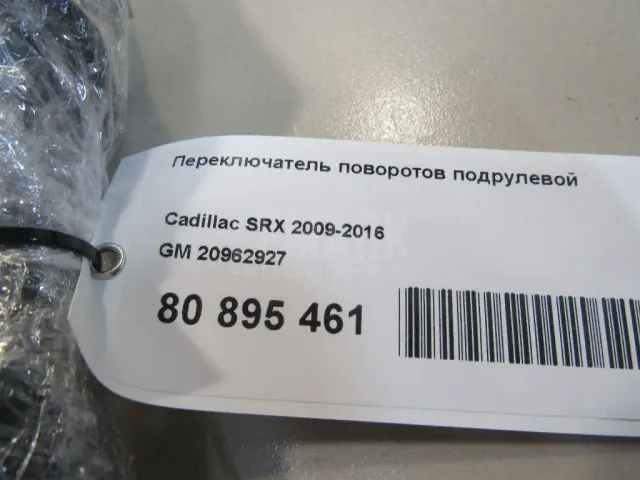 Переключатель поворотов подрулевой
Cadillac SRX 2009-2016
GM 20962927
80 895 461